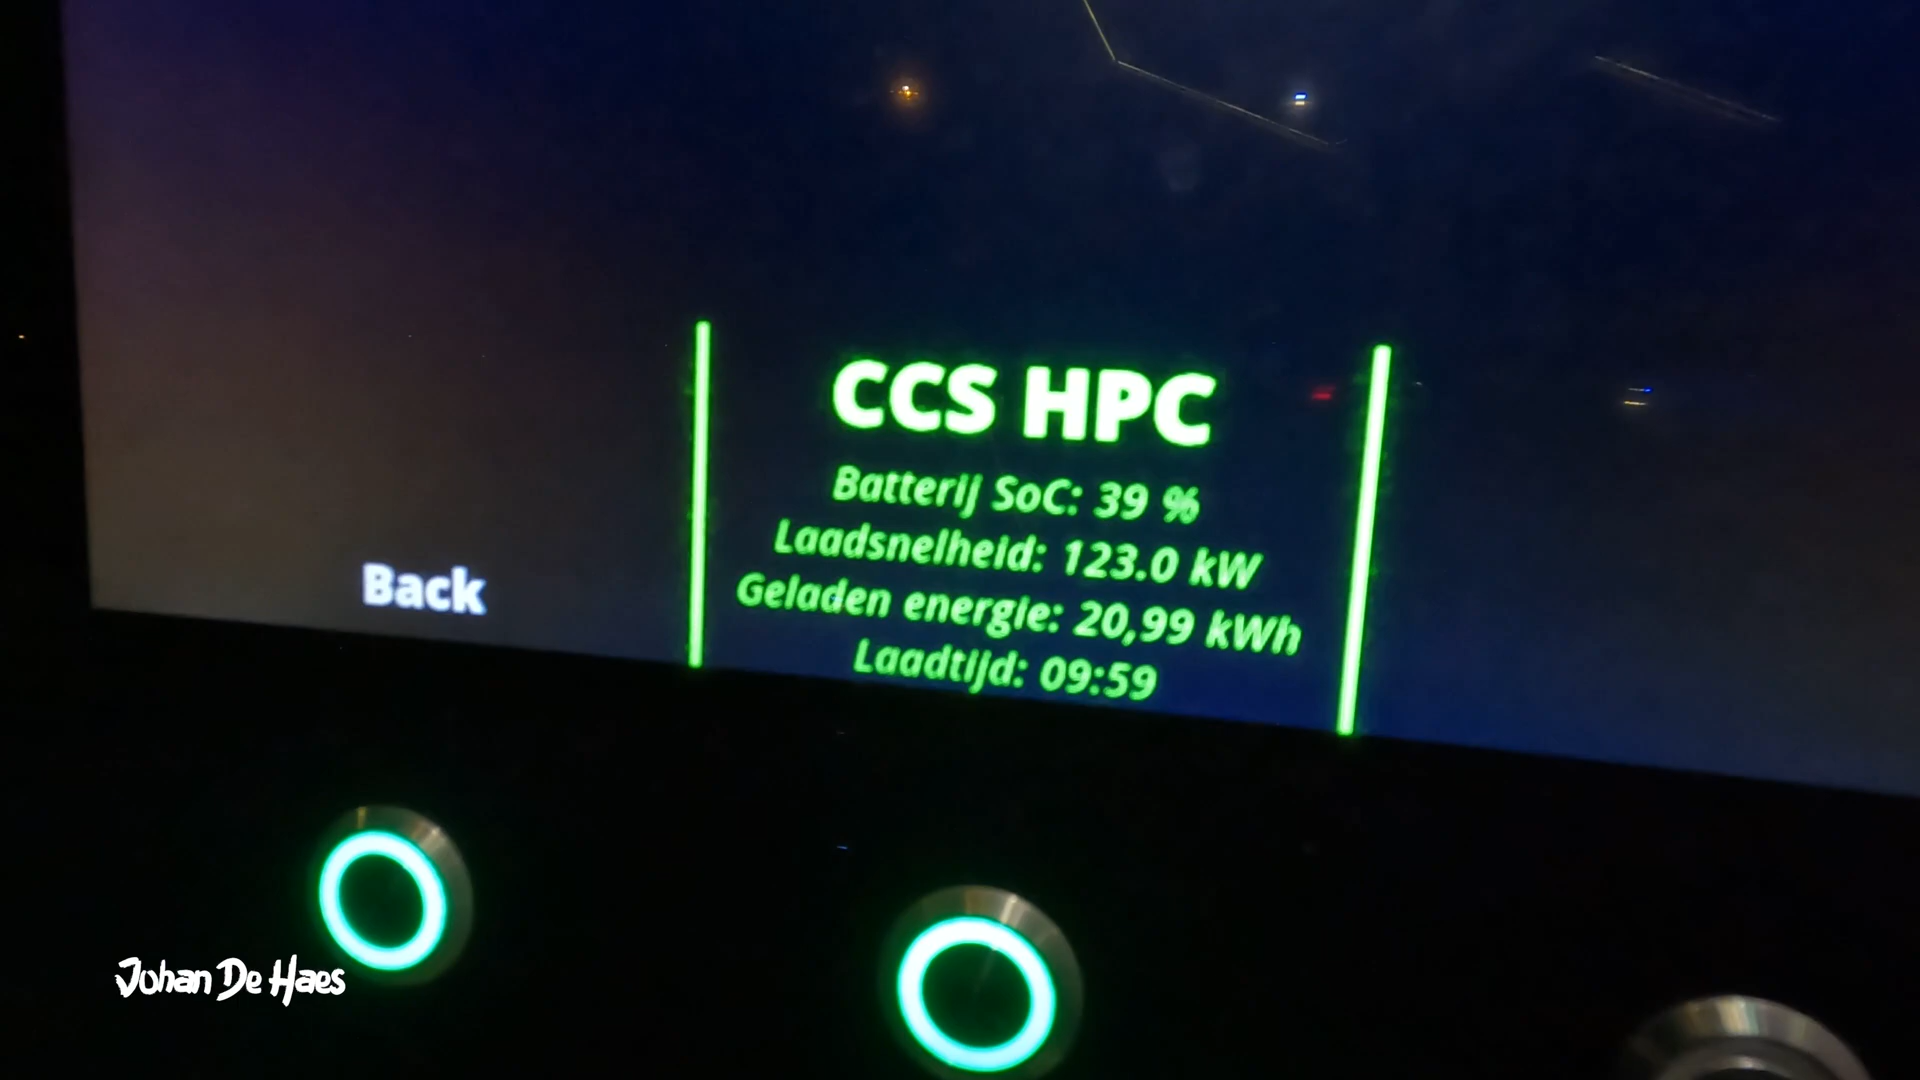 CCS HPC
Batterij SoC: 39 %
Laadsnelheid: 123.0 kW
Geladen energie: 20,99 kWh
Laadtijd: 09:59
Back
Johan De Haes